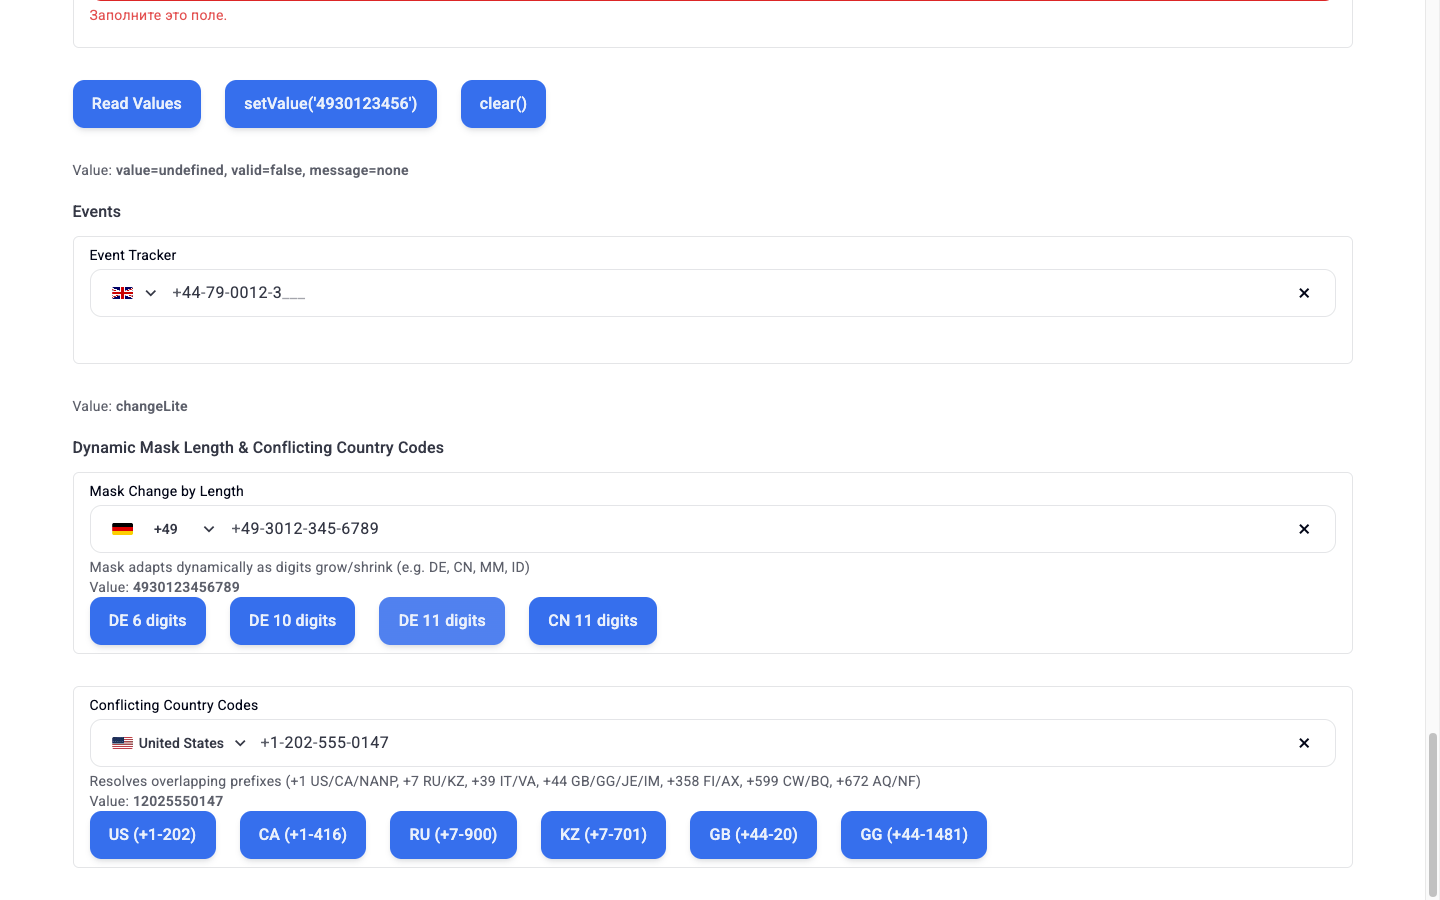 Заполните это поле.
Read Values
setValue('4930123456')
clear()
Value: value=undefined, valid=false, message=none
Events
Event Tracker
+44-79-0012-3___
Value: changeLite
Dynamic Mask Length & Conflicting Country Codes
Mask Change by Length
+49
+49-3012-345-6789
Mask adapts dynamically as digits grow/shrink (e.g. DE, CN, MM, ID)
Value: 4930123456789
DE 6 digits
DE 10 digits
DE 11 digits
CN 11 digits
Conflicting Country Codes
United States
+1-202-555-0147
Resolves overlapping prefixes (+1 US/CA/NANP, +7 RU/KZ, +39 IT/VA, +44 GB/GG/JE/IM, +358 FI/AX, +599 CW/BQ, +672 AQ/NF)
Value: 12025550147
US (+1-202)
CA (+1-416)
RU (+7-900)
KZ (+7-701)
GB (+44-20)
GG (+44-1481)